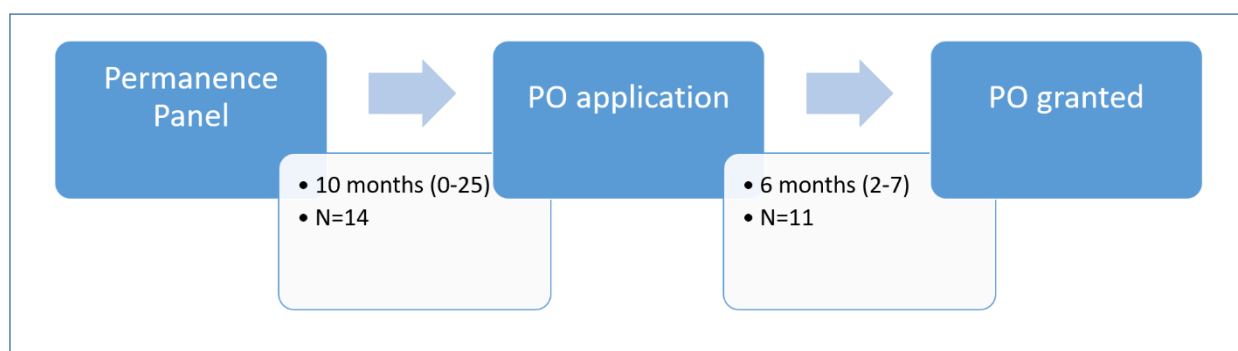 Permanence
Panel
PO application
PO granted
• 10 months (0-25)
• N=14
• 6 months (2-7)
• N=11